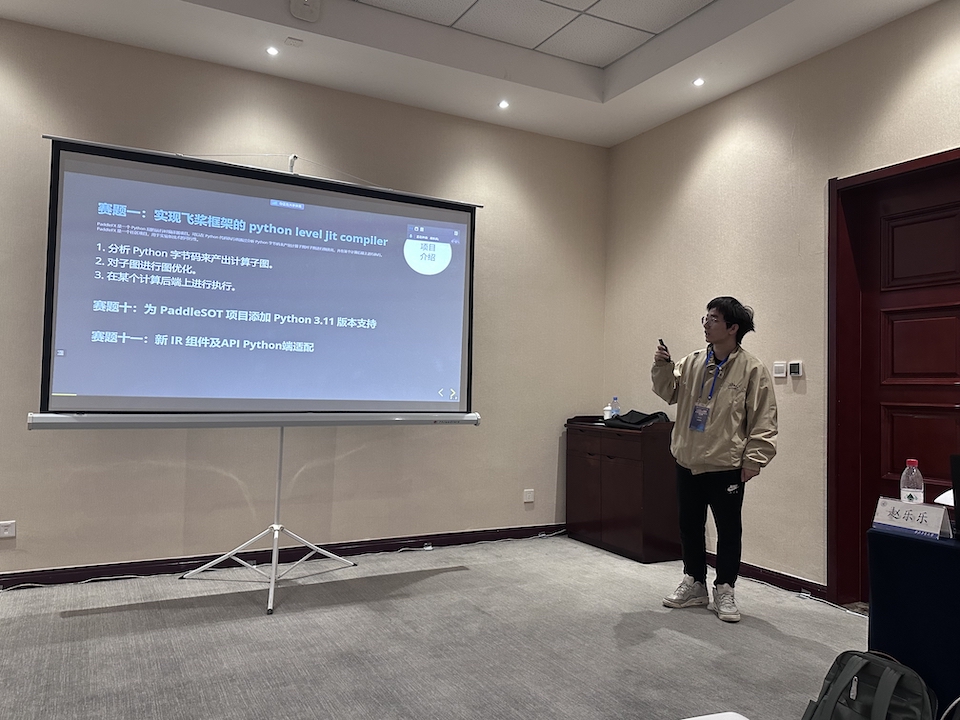 赛题一：实现飞桨框架的 python level jit compiler
项目
介绍
1. 分析 Python 字节码来产出计算子图。
2. 对子图进行图优化。
3. 在某个计算后端上进行执行。
赛题十：为 PaddleSOT 项目添加 Python 3.11 版本支持
赛题十一：新 IR 组件及API Python端适配
赵乐乐